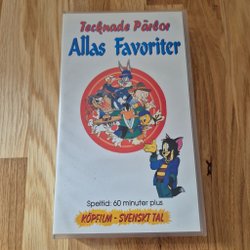 Tecknade Pärlor
Allas Favoriter
Speltid: 60 minuter plus
KÖPFILM - SVENSKT TAL